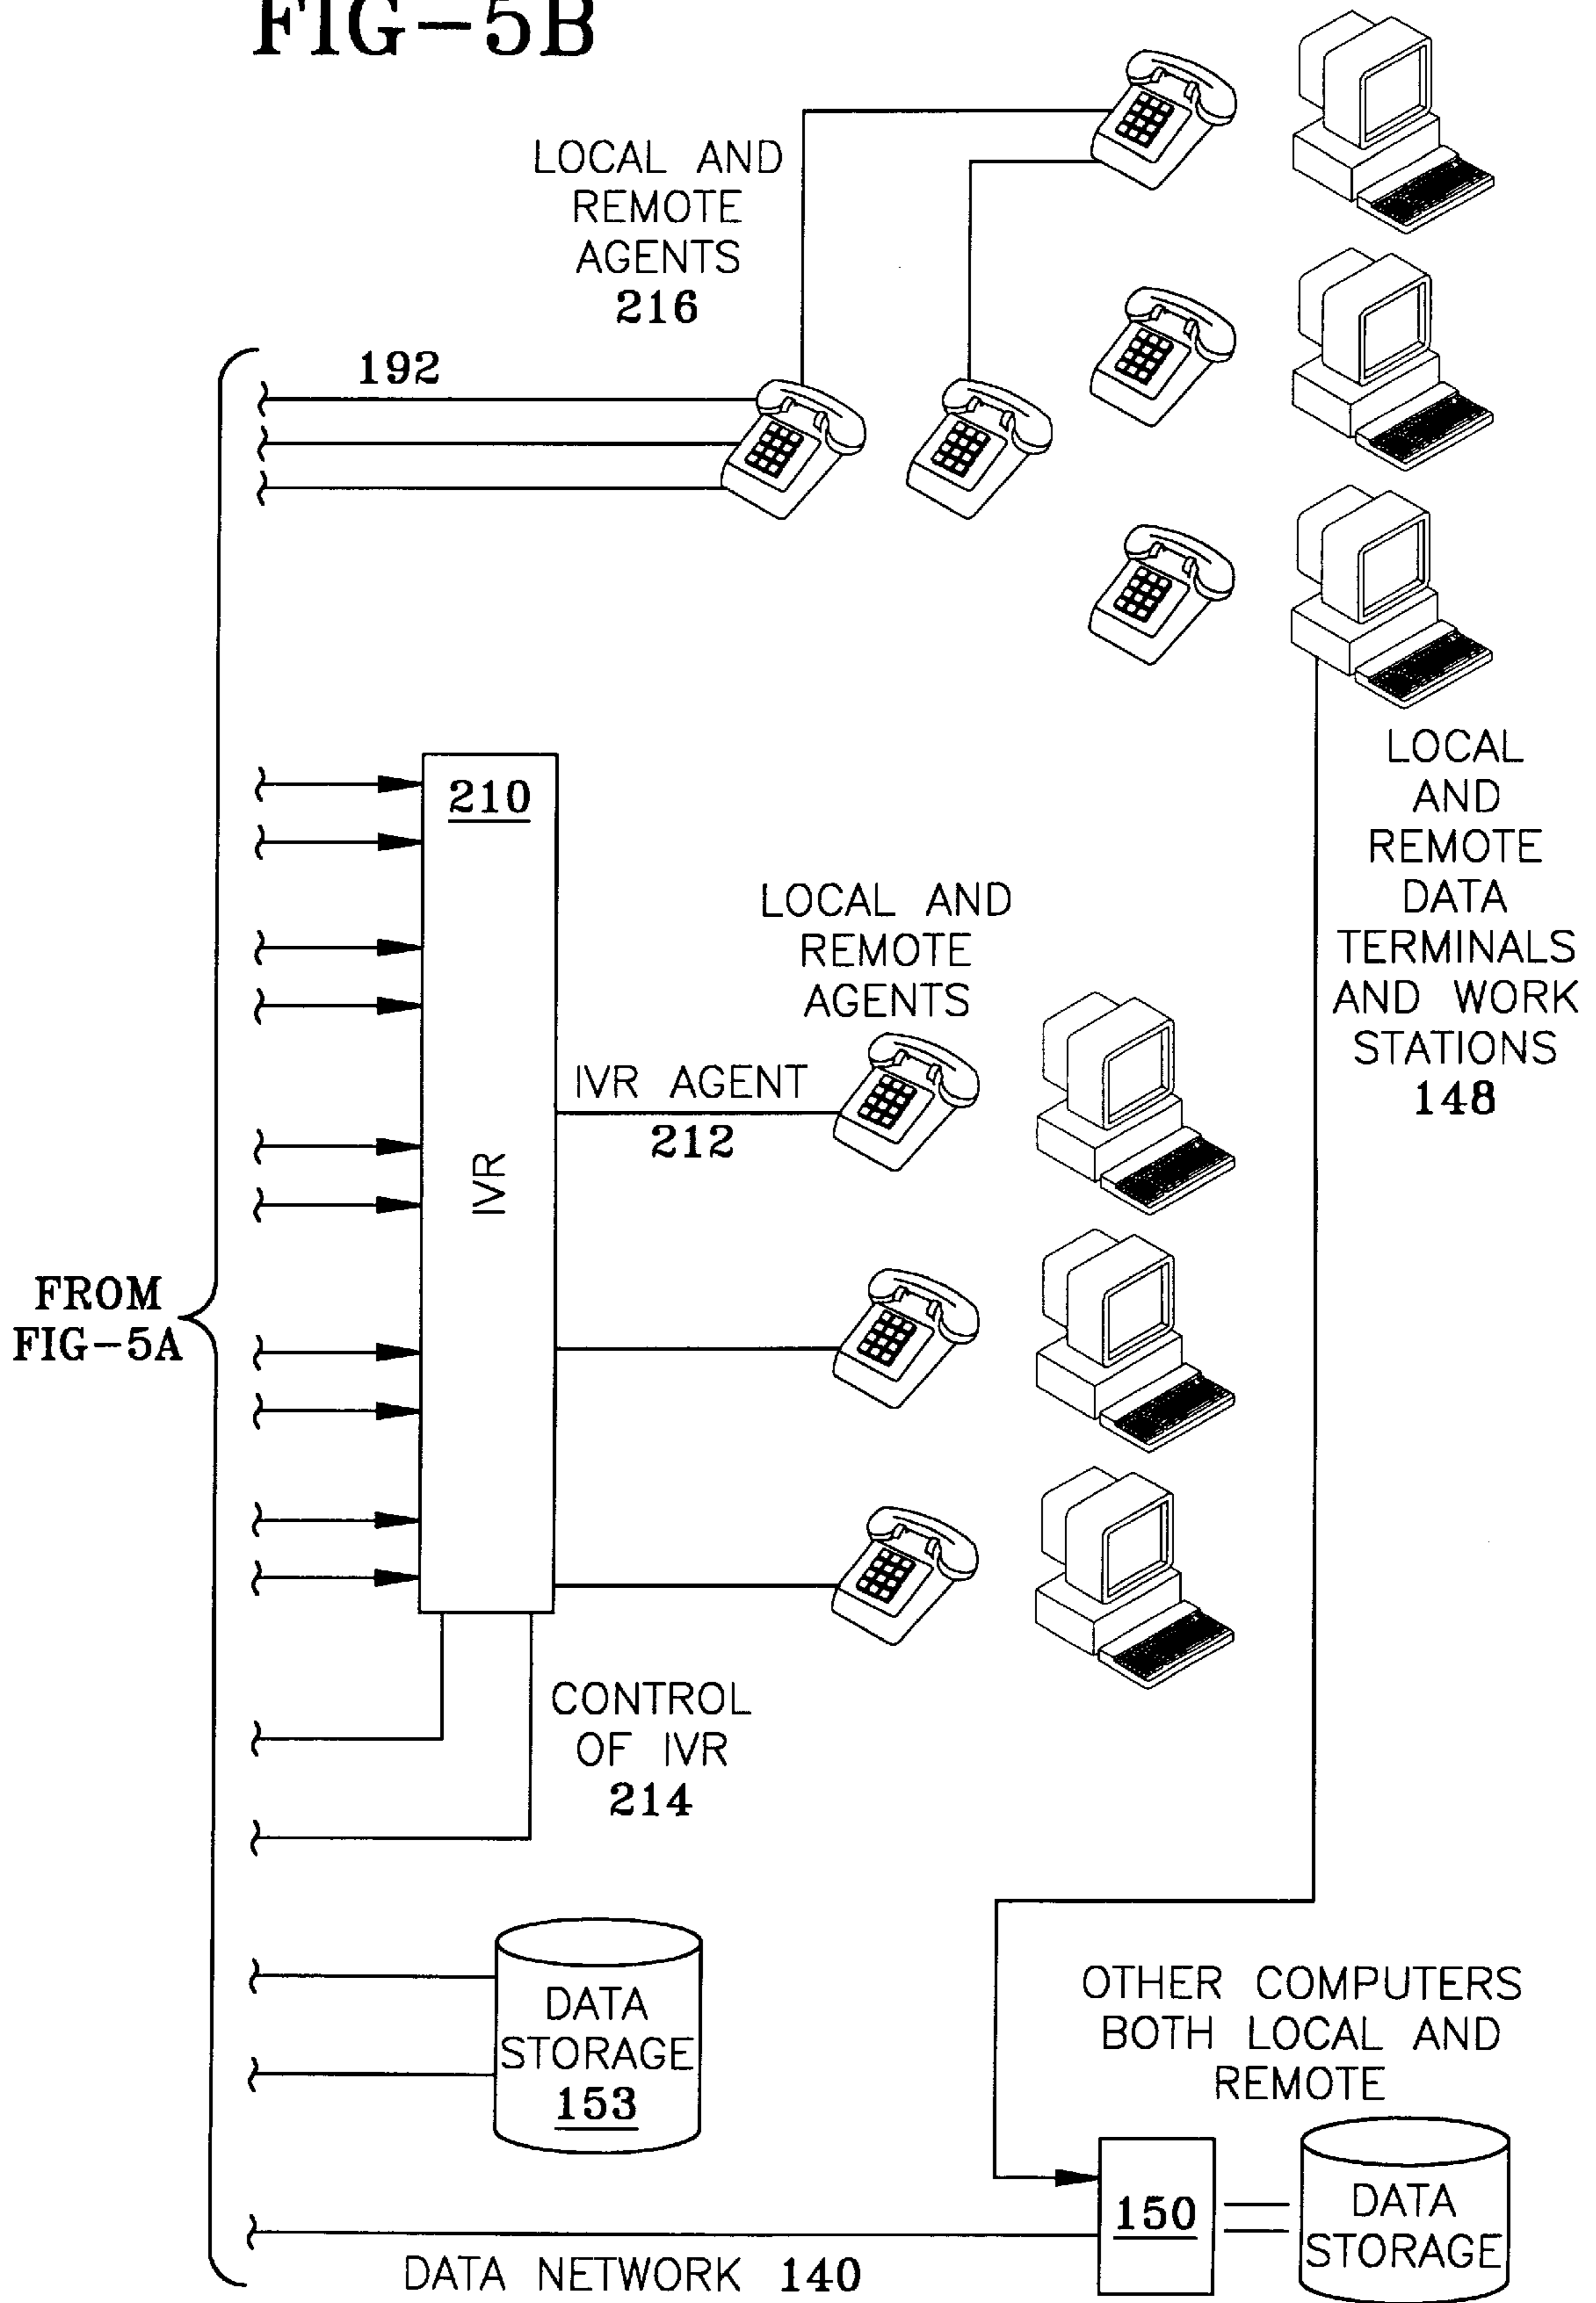 FIG-5B
LOCAL AND
REMOTE
AGENTS
216
192
210
IVR
LOCAL AND
REMOTE
AGENTS
IVR AGENT
212
LOCAL
AND
REMOTE
DATA
TERMINALS
AND WORK
STATIONS
148
FROM
FIG-5A
CONTROL
OF IVR
214
DATA
STORAGE
153
OTHER COMPUTERS
BOTH LOCAL AND
REMOTE
150
DATA
STORAGE
DATA NETWORK 140